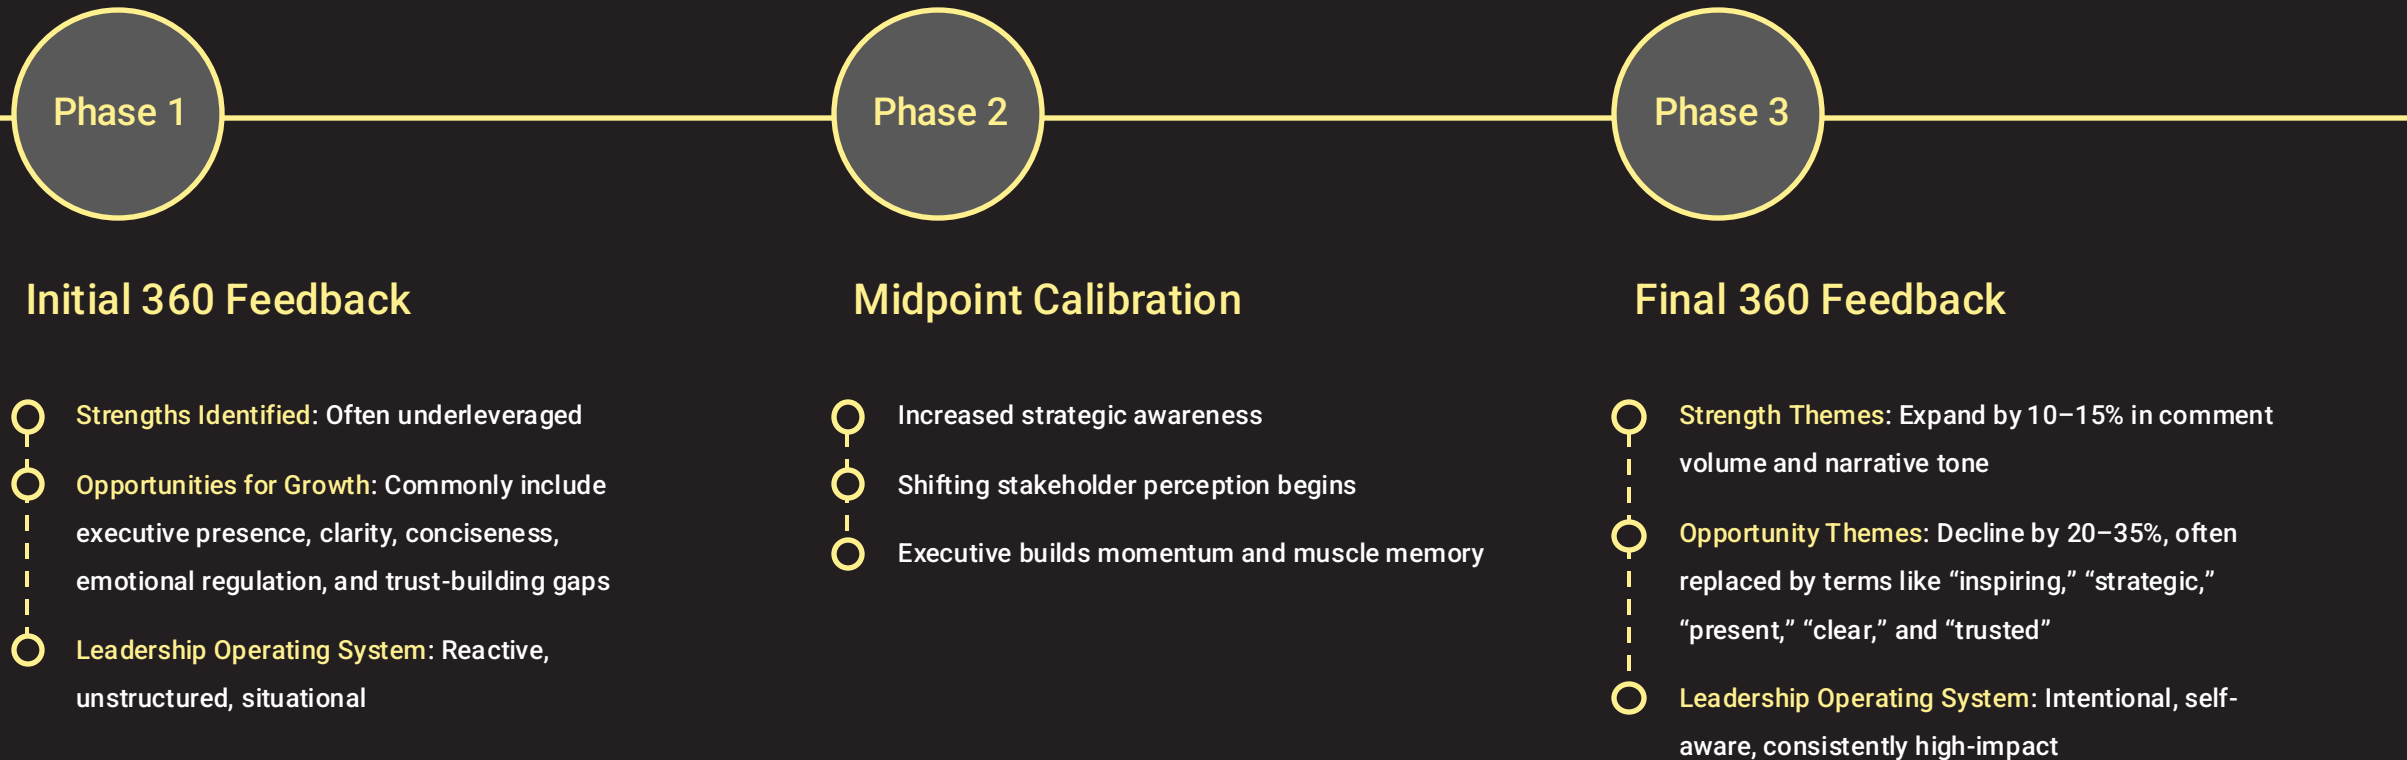 Phase 1
Phase 2
Phase 3
Initial 360 Feedback
Strengths Identified: Often underleveraged
Opportunities for Growth: Commonly include
executive presence, clarity, conciseness,
emotional regulation, and trust-building gaps
Leadership Operating System: Reactive,
unstructured, situational
Midpoint Calibration
Increased strategic awareness
Shifting stakeholder perception begins
Executive builds momentum and muscle memory
Final 360 Feedback
Strength Themes: Expand by 10–15% in comment
volume and narrative tone
Opportunity Themes: Decline by 20–35%, often
replaced by terms like “inspiring,” “strategic,”
“present,” “clear,” and “trusted”
Leadership Operating System: Intentional, self-
aware, consistently high-impact